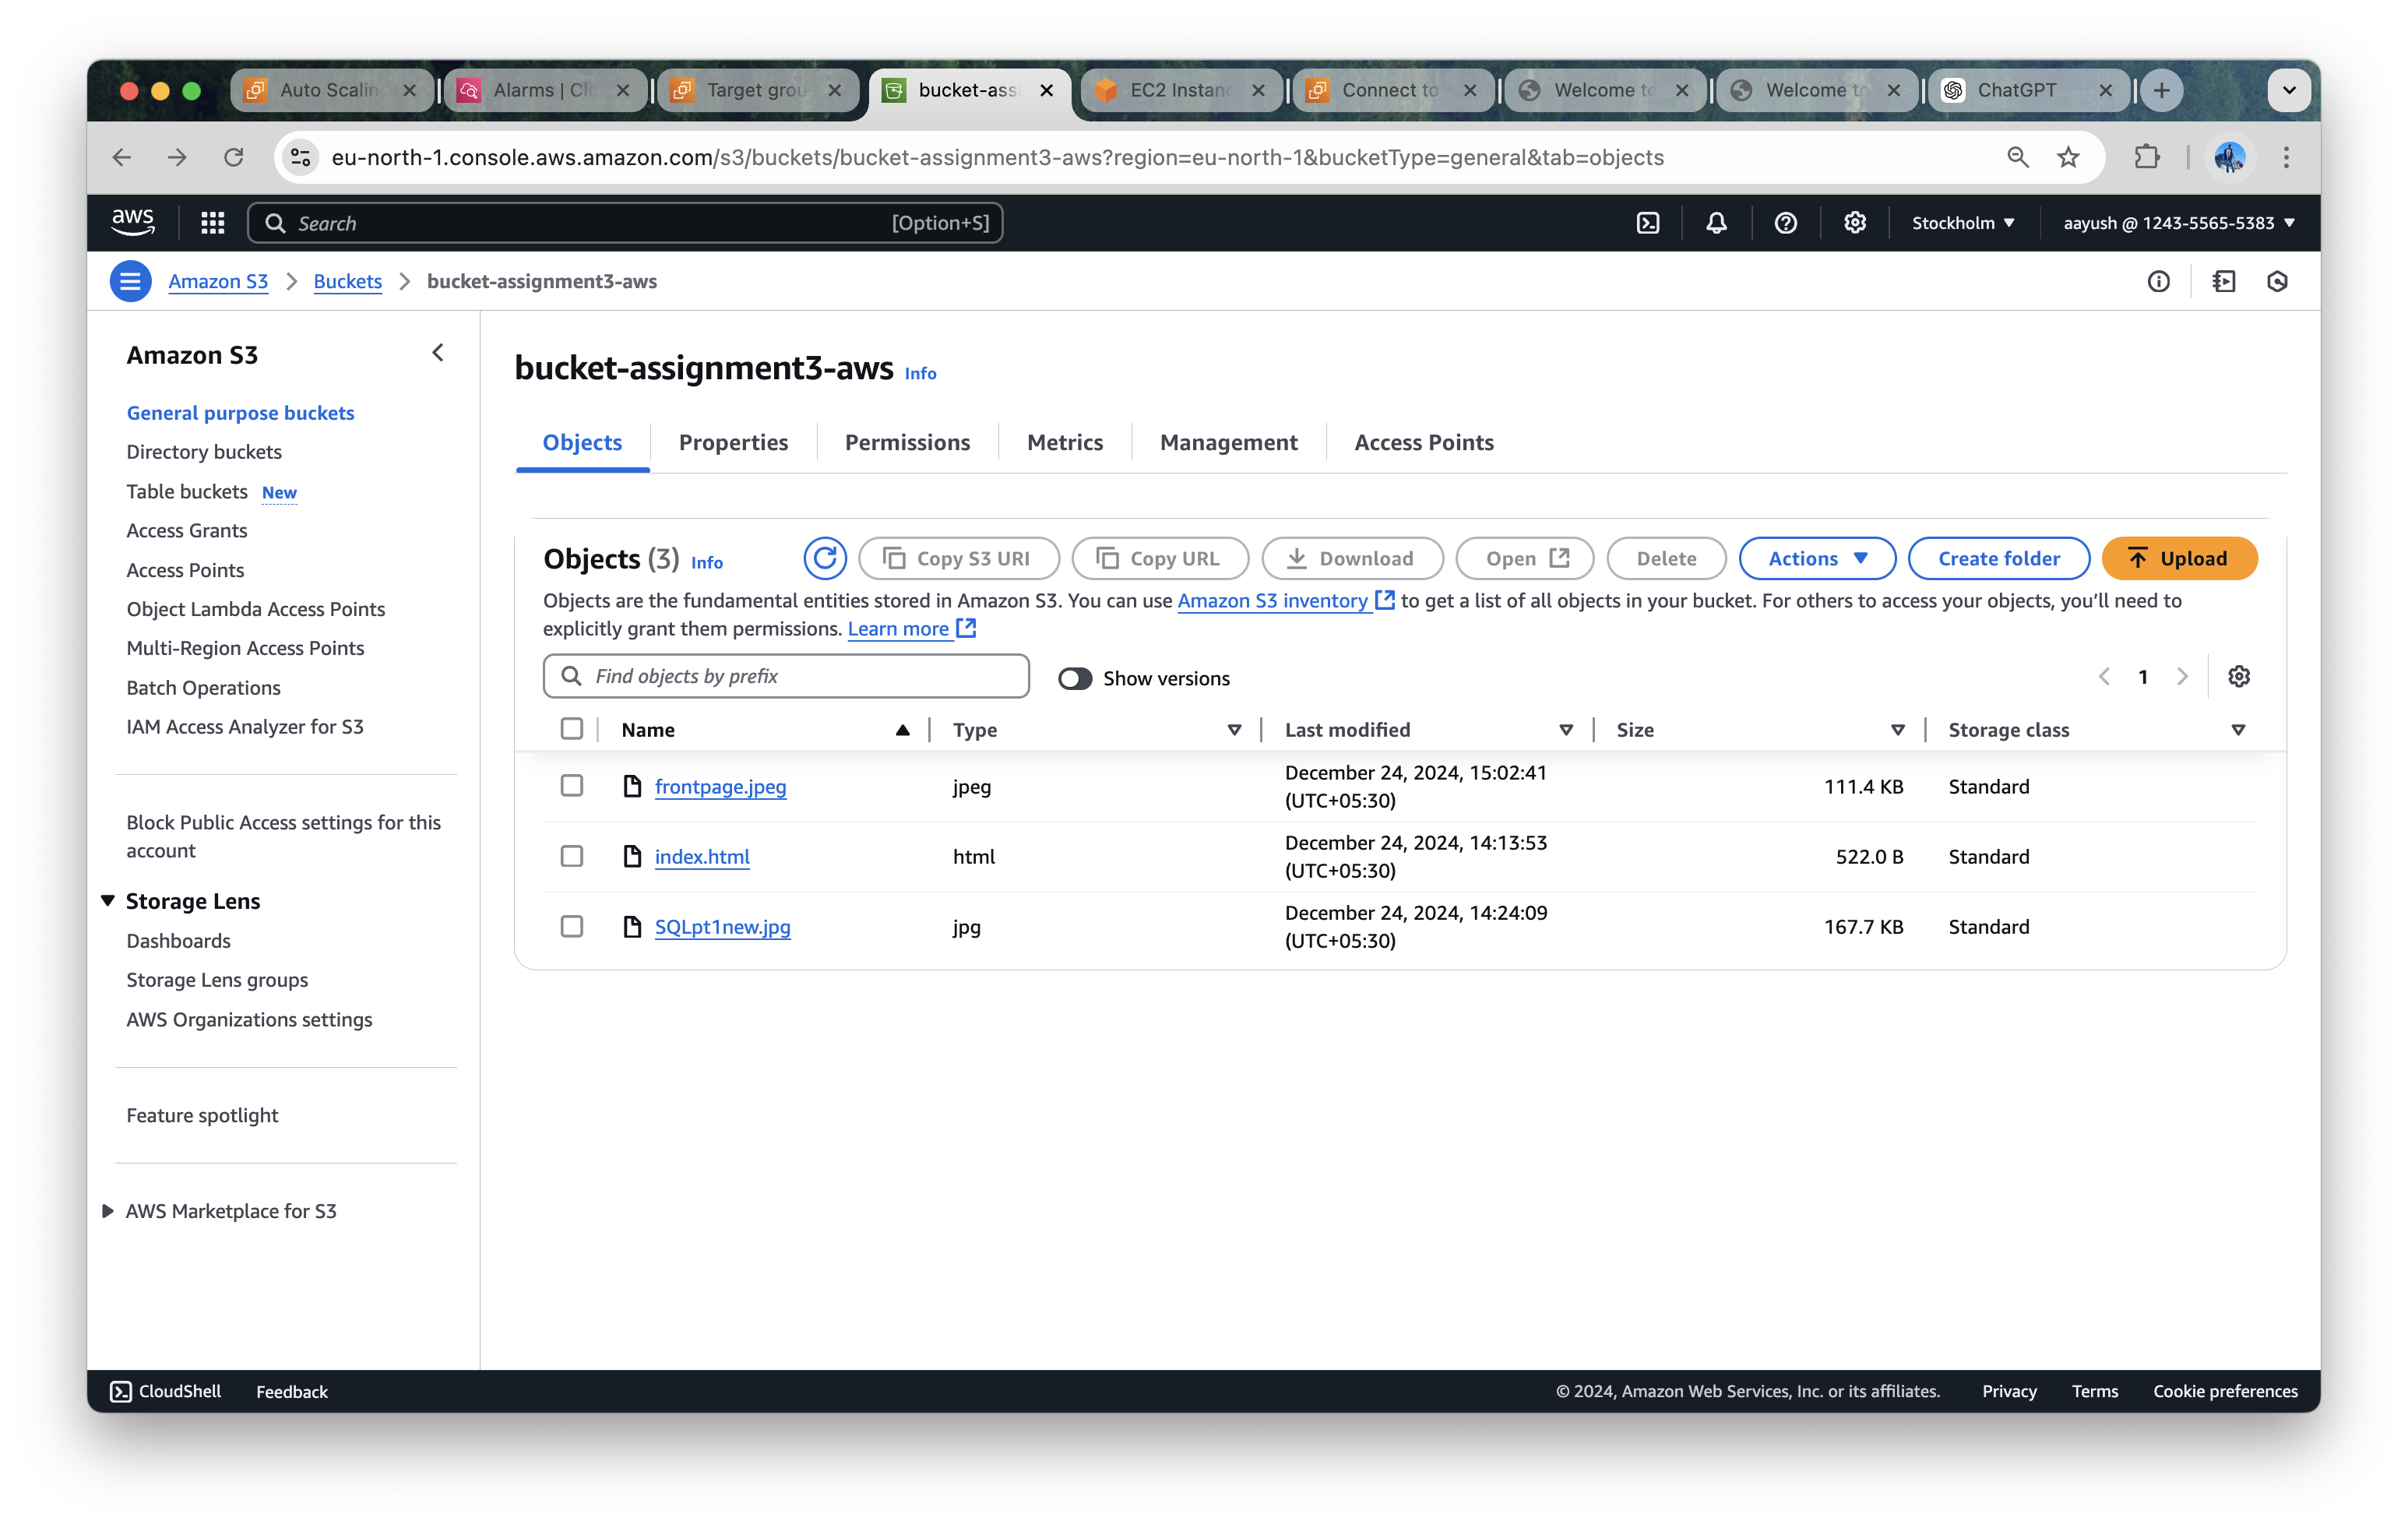 Auto Scalin
Alarms | Clo
Target grou
bucket-assi
EC2 Instanc
Connect to
Welcome to
Welcome to
ChatGPT
eu-north-1.console.aws.amazon.com/s3/buckets/bucket-assignment3-aws?region=eu-north-1&bucketType=general&tab=objects
aws
Search
[Option+S]
Stockholm
aayush @ 1243-5565-5383
Amazon S3
Buckets
bucket-assignment3-aws
Amazon S3
General purpose buckets
Directory buckets
Table buckets New
Access Grants
Access Points
Object Lambda Access Points
Multi-Region Access Points
Batch Operations
IAM Access Analyzer for S3
Block Public Access settings for this
account
Storage Lens
Dashboards
Storage Lens groups
AWS Organizations settings
Feature spotlight
AWS Marketplace for S3
bucket-assignment3-aws Info
Objects
Properties
Permissions
Metrics
Management
Access Points
Objects (3) Info
Copy S3 URI
Copy URL
Download
Open
Delete
Actions
Create folder
Upload
Objects are the fundamental entities stored in Amazon S3. You can use Amazon S3 inventory to get a list of all objects in your bucket. For others to access your objects, you’ll need to
explicitly grant them permissions. Learn more
Find objects by prefix
Show versions
1
Name
Type
Last modified
Size
Storage class
frontpage.jpeg
jpeg
December 24, 2024, 15:02:41
(UTC+05:30)
111.4 KB
Standard
index.html
html
December 24, 2024, 14:13:53
(UTC+05:30)
522.0 B
Standard
SQLpt1new.jpg
jpg
December 24, 2024, 14:24:09
(UTC+05:30)
167.7 KB
Standard
CloudShell
Feedback
© 2024, Amazon Web Services, Inc. or its affiliates.
Privacy
Terms
Cookie preferences